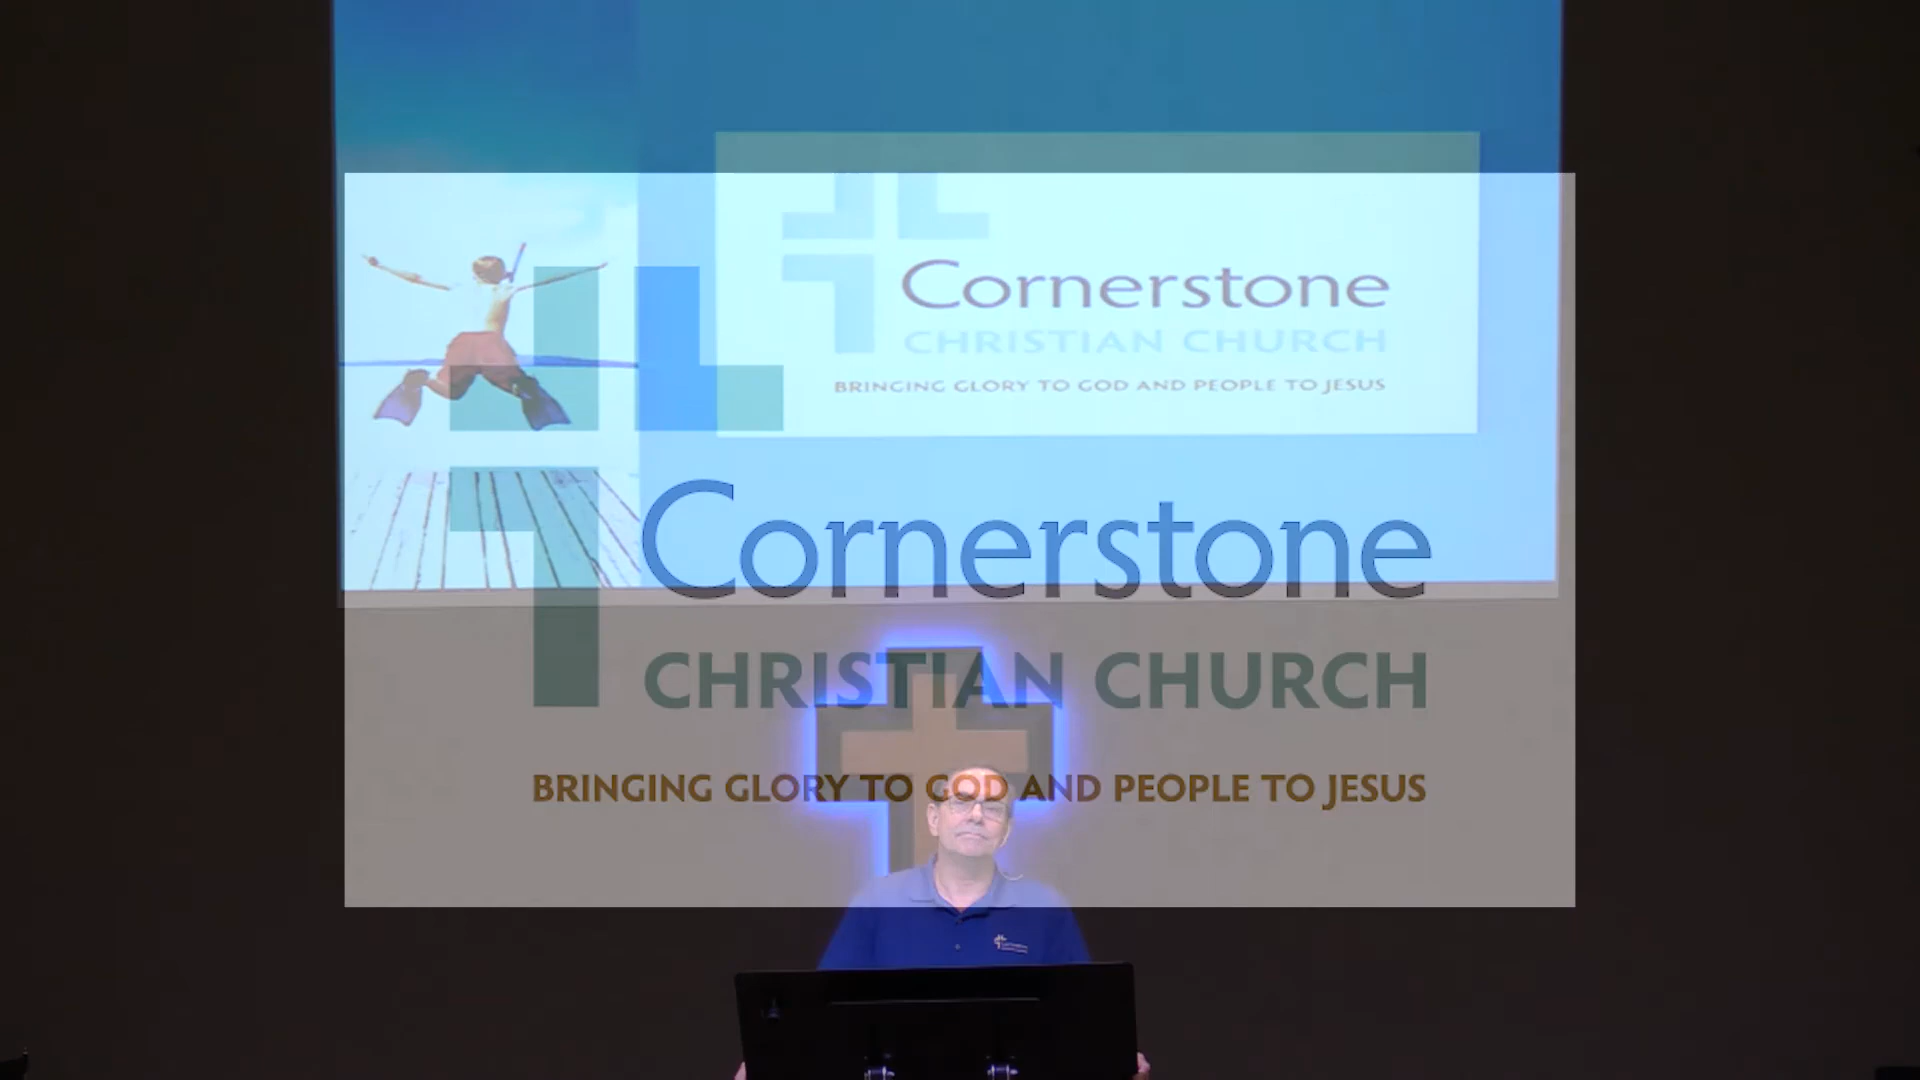 Cornerstone
CHRISTIAN CHURCH
BRINGING GLORY TO GOD AND PEOPLE TO JESUS
Cornerstone
CHRISTIAN CHURCH
BRINGING GLORY TO GOD AND PEOPLE TO JESUS